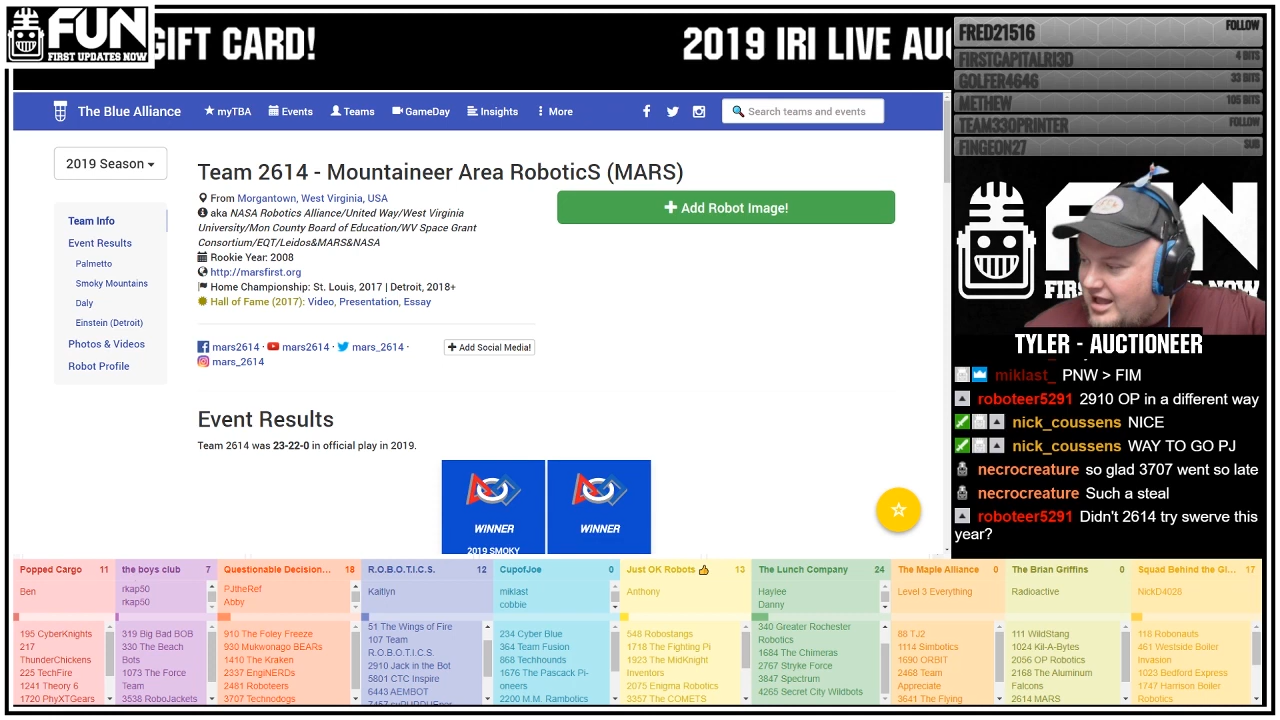 FUN
FIRST UPDATES NOW
GIFT CARD!
2019 IRI LIVE AUC
FRED21516 FOLLOW
FIRSTCAPITALRI3D 4 BITS
GOLFER4646 33 BITS
METHEW 105 BITS
TEAM330PRINTER FOLLOW
FINGEON27 SUB
The Blue Alliance myTBA Events Teams GameDay Insights More Search teams and events
2019 Season
Team Info
Event Results
Palmetto
Smoky Mountains
Daly
Einstein (Detroit)
Photos & Videos
Robot Profile
Team 2614 - Mountaineer Area RoboticS (MARS)
From Morgantown, West Virginia, USA
aka NASA Robotics Alliance/United Way/West Virginia
University/Mon County Board of Education/WV Space Grant
Consortium/EQT/Leidos&MARS&NASA
Rookie Year: 2008
http://marsfirst.org
Home Championship: St. Louis, 2017 | Detroit, 2018+
Hall of Fame (2017): Video, Presentation, Essay
Add Robot Image!
mars2614 · mars2614 · mars_2614 ·
mars_2614
Add Social Media!
Event Results
Team 2614 was 23-22-0 in official play in 2019.
WINNER
2019 SMOKY
WINNER
FUN
FIRST UPDATES NOW
TYLER - AUCTIONEER
miklast_ PNW > FIM
roboteer5291 2910 OP in a different way
nick_coussens NICE
nick_coussens WAY TO GO PJ
necrocreature so glad 3707 went so late
necrocreature Such a steal
roboteer5291 Didn't 2614 try swerve this
year?
Popped Cargo 11
Ben
195 CyberKnights
217
ThunderChickens
225 TechFire
1241 Theory 6
1720 PhyXTGears
the boys club 7
rkap50
rkap50
319 Big Bad BOB
330 The Beach
Bots
1073 The Force
Team
3538 RoboJackets
Questionable Decision... 18
PJtheRef
Abby
910 The Foley Freeze
930 Mukwonago BEARs
1410 The Kraken
2337 EngiNERDs
2481 Roboteers
3707 Technodogs
R.O.B.O.T.I.C.S. 12
Kaitlyn
51 The Wings of Fire
107 Team
R.O.B.O.T.I.C.S.
2910 Jack in the Bot
5801 CTC Inspire
6443 AEMBOT
CupofJoe 0
miklast
cobbie
234 Cyber Blue
364 Team Fusion
868 Techhounds
1676 The Pascack Pi-
oneers
2200 M.M. Rambotics
Just OK Robots 13
Anthony
548 Robostangs
1718 The Fighting Pi
1923 The MidKnight
Inventors
2075 Enigma Robotics
3357 The COMETS
The Lunch Company 24
Haylee
Danny
340 Greater Rochester
Robotics
1684 The Chimeras
2767 Stryke Force
3847 Spectrum
4265 Secret City Wildbots
The Maple Alliance 0
Level 3 Everything
88 TJ2
1114 Simbotics
1690 ORBIT
2468 Team
Appreciate
3641 The Flying
The Brian Griffins 0
Radioactive
111 WildStang
1024 Kil-A-Bytes
2056 OP Robotics
2168 The Aluminum
Falcons
2614 MARS
Squad Behind the Gl... 17
NickD4028
118 Robonauts
461 Westside Boiler
Invasion
1023 Bedford Express
1747 Harrison Boiler
Robotics